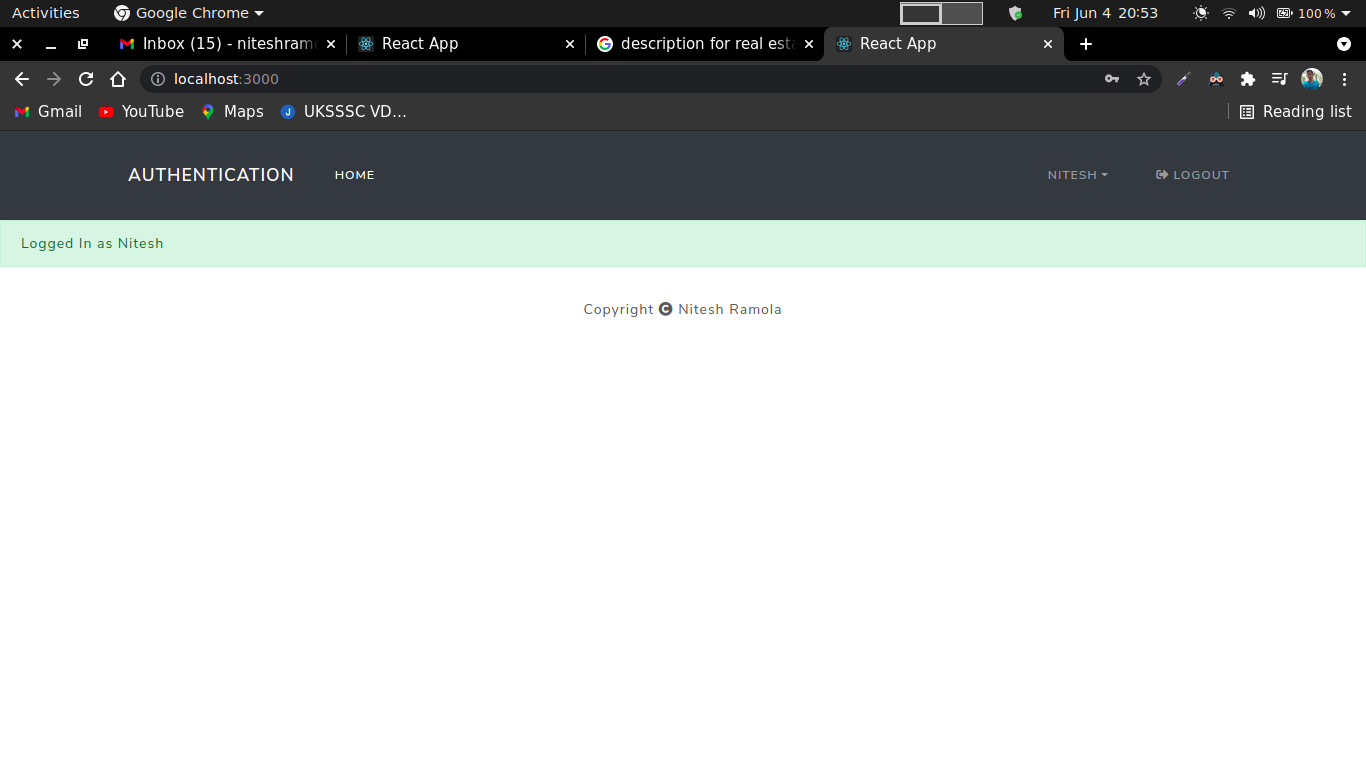 Activities Google Chrome Fri Jun 4 20:53 100 %
Inbox (15) - niteshram React App description for real esta React App
localhost:3000
Gmail YouTube Maps J UKSSSC VD... Reading list
AUTHENTICATION HOME NITESH LOGOUT
Logged In as Nitesh
Copyright C Nitesh Ramola